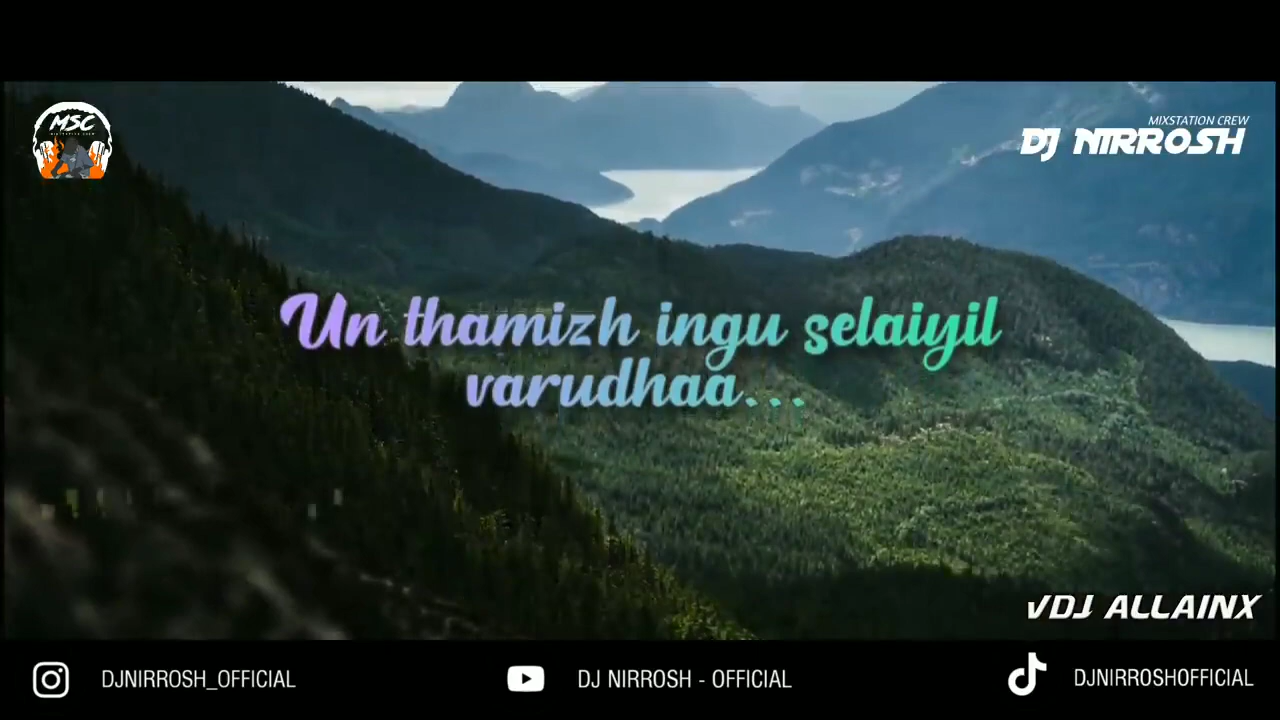 MSC
MIXSTATION CREW
DJ NIRROSH
Un thamizh ingu selaiyil
varudhaa...
VDJ ALLAINX
DJNIRROSH_OFFICIAL
DJ NIRROSH - OFFICIAL
DJNIRROSHOFFICIAL